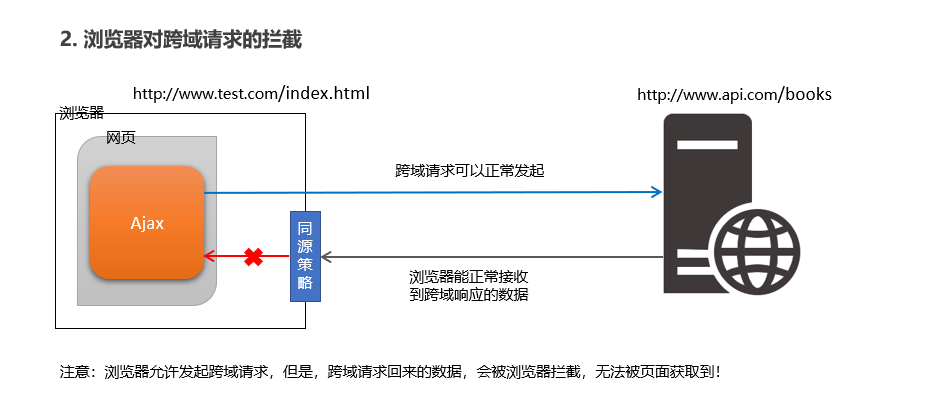 2. 浏览器对跨域请求的拦截
http://www.test.com/index.html
http://www.api.com/books
浏览器
网页
跨域请求可以正常发起
Ajax
同源策略
浏览器能正常接收
到跨域响应的数据
注意：浏览器允许发起跨域请求，但是，跨域请求回来的数据，会被浏览器拦截，无法被页面获取到！